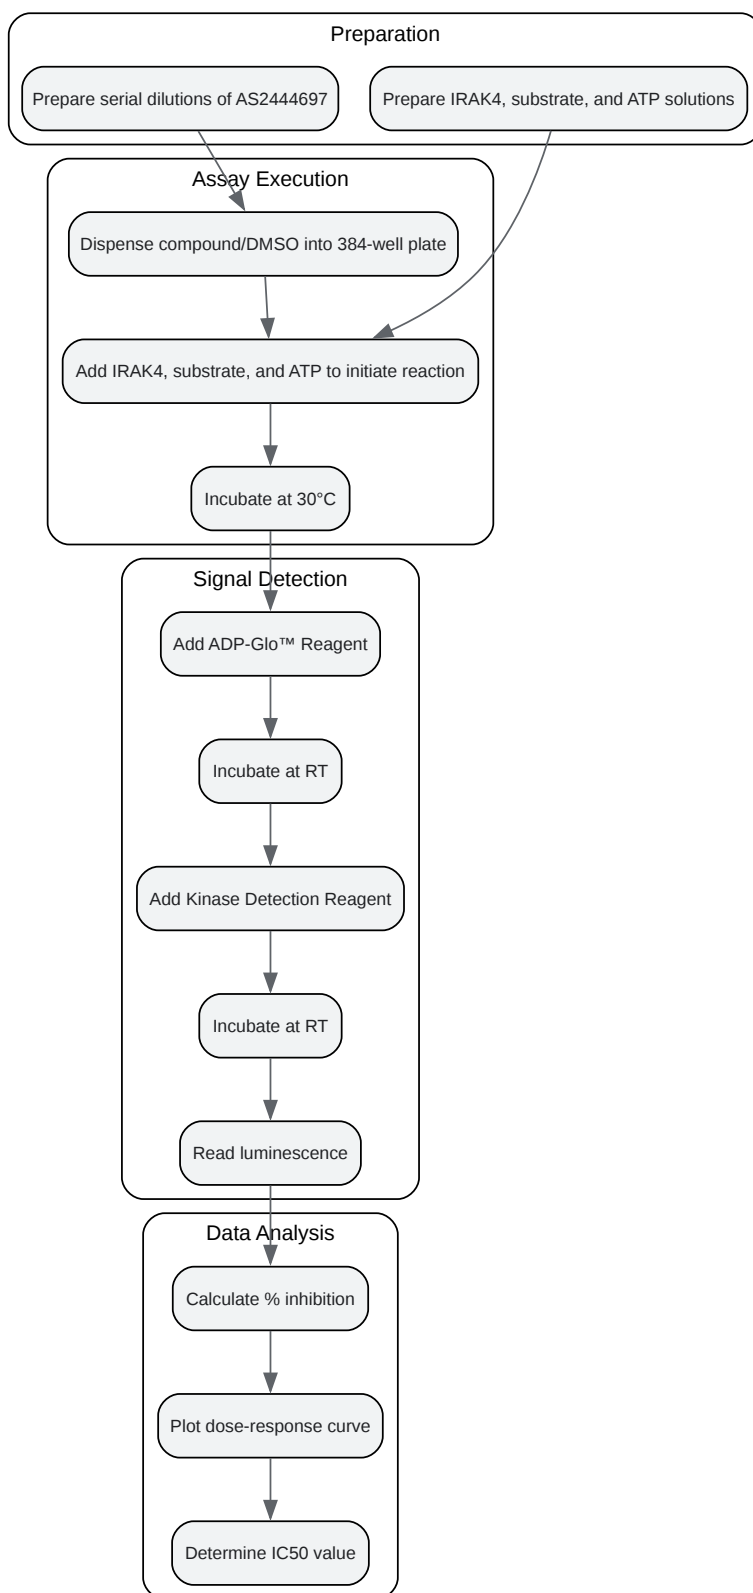 Preparation
Prepare serial dilutions of AS2444697
Prepare IRAK4, substrate, and ATP solutions
Assay Execution
Dispense compound/DMSO into 384-well plate
Add IRAK4, substrate, and ATP to initiate reaction
Incubate at 30°C
Signal Detection
Add ADP-Glo™ Reagent
Incubate at RT
Add Kinase Detection Reagent
Incubate at RT
Read luminescence
Data Analysis
Calculate % inhibition
Plot dose-response curve
Determine IC50 value